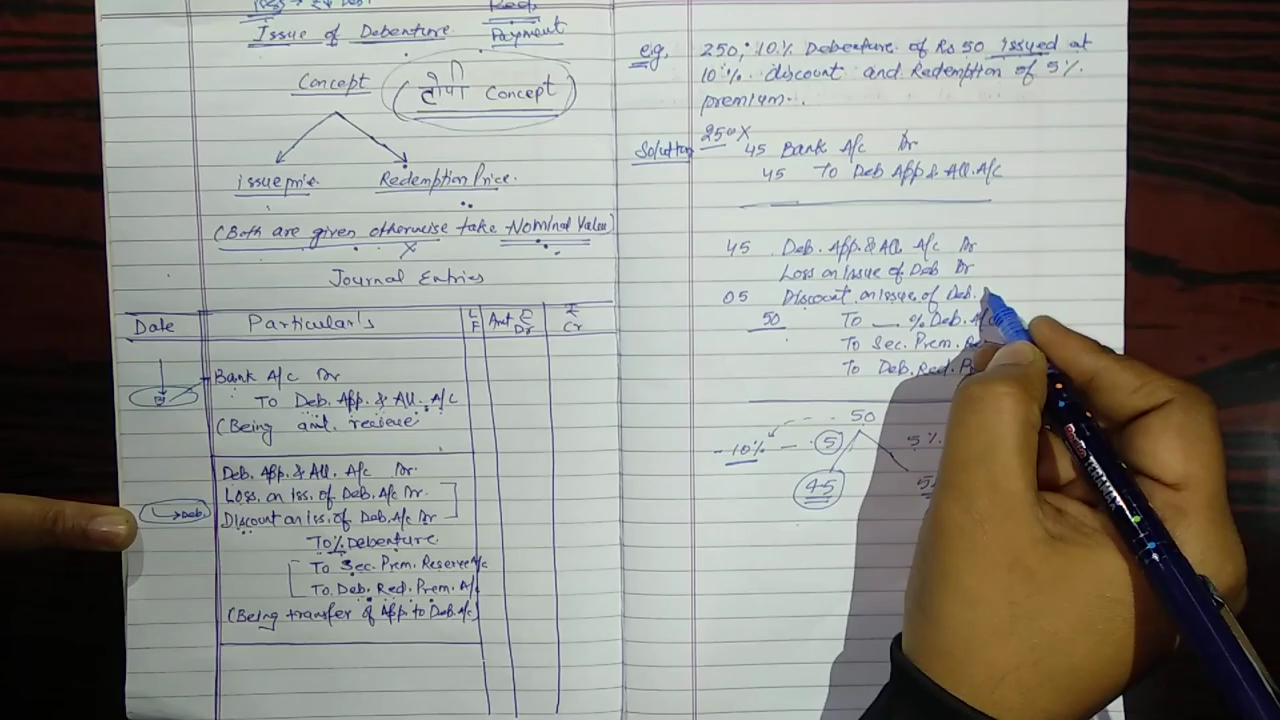 Issue of Debenture
Payment
Concept
(टोपी Concept)
issue price.
Redemption Price.
(Both are given otherwise take Nominal Value)
X
Journal Entries
Date
Particular's
L F
Amt ₹ Dr
₹ Cr
Bank A/c Dr
To Deb. App. & All. A/c
(Being amt. recieve
Deb. App. & All. A/c Dr.
Loss. on Iss. of Deb. A/c Dr.
Discount on Iss. of Deb. A/c Dr
→Deb.
To % Debenture.
To Sec. Prem. Reserve A/c
To Deb. Red. Prem. A/c
(Being transfer of App. to Deb. A/c)
e.g. 250, 10% Debenture of Rs 50 issued at
10%. discount and Redemption of 5%.
premium..
Solution
250 X
45 Bank A/c Dr
45 To Deb App & All. A/c
45 Deb. App. & All. A/c Dr
Loss on Issue of Deb Dr
05 Discount on issue of Deb.
50 To __ % Deb. A/c
To Sec. Prem. Re
To Deb. Red. P
50
-10% - 5
5%
45